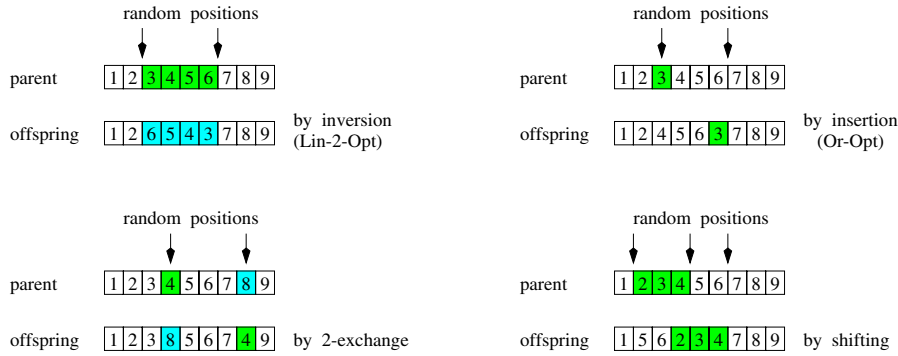 random positions
parent 1 2 3 4 5 6 7 8 9
offspring 1 2 6 5 4 3 7 8 9
by inversion
(Lin-2-Opt)
random positions
parent 1 2 3 4 5 6 7 8 9
offspring 1 2 4 5 6 3 7 8 9
by insertion
(Or-Opt)
random positions
parent 1 2 3 4 5 6 7 8 9
offspring 1 2 3 8 5 6 7 4 9 by 2-exchange
random positions
parent 1 2 3 4 5 6 7 8 9
offspring 1 5 6 2 3 4 7 8 9 by shifting